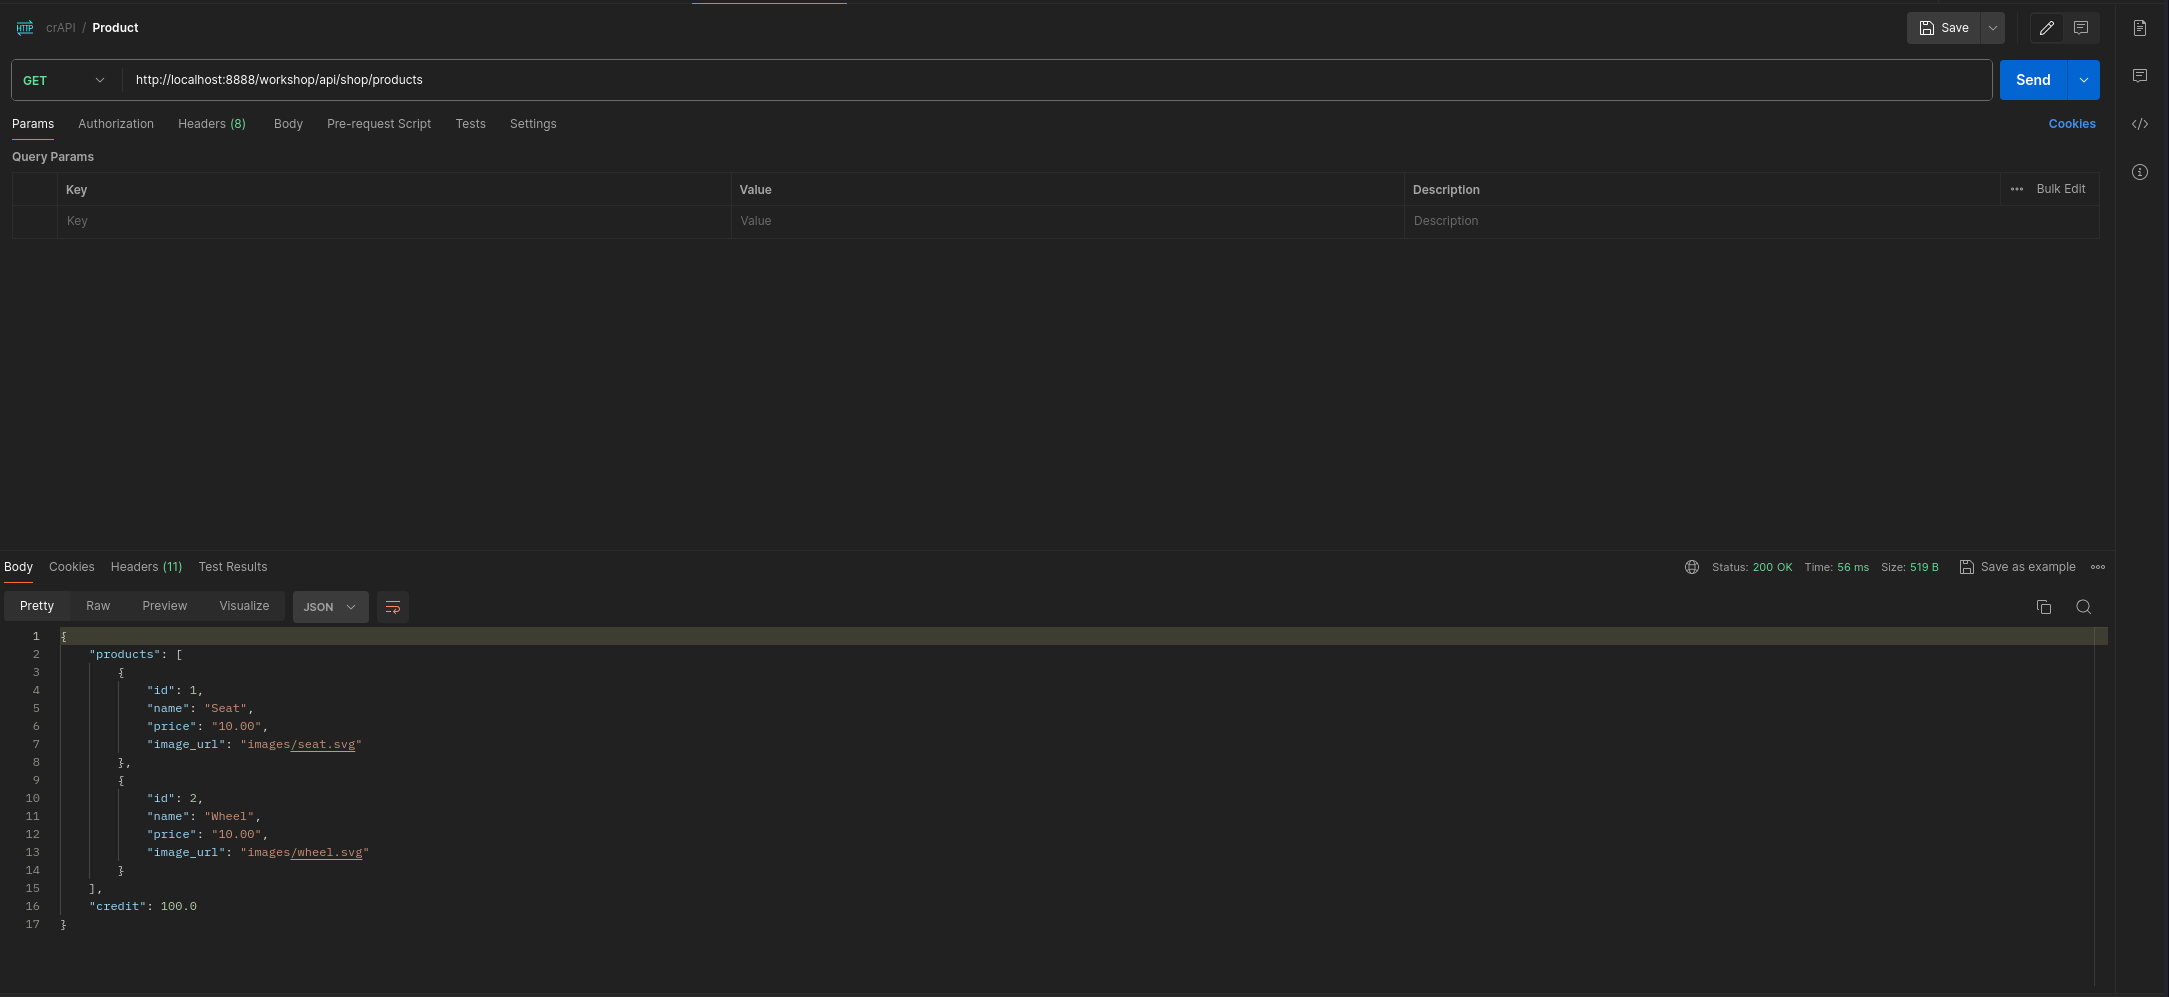 HTTP crAPI / Product Save
GET http://localhost:8888/workshop/api/shop/products Send
Params Authorization Headers (8) Body Pre-request Script Tests Settings Cookies
Query Params
Key Value Description Bulk Edit
Key Value Description
Body Cookies Headers (11) Test Results Status: 200 OK Time: 56 ms Size: 519 B Save as example
Pretty Raw Preview Visualize JSON
1 {
2 "products": [
3 {
4 "id": 1,
5 "name": "Seat",
6 "price": "10.00",
7 "image_url": "images/seat.svg"
8 },
9 {
10 "id": 2,
11 "name": "Wheel",
12 "price": "10.00",
13 "image_url": "images/wheel.svg"
14 }
15 ],
16 "credit": 100.0
17 }